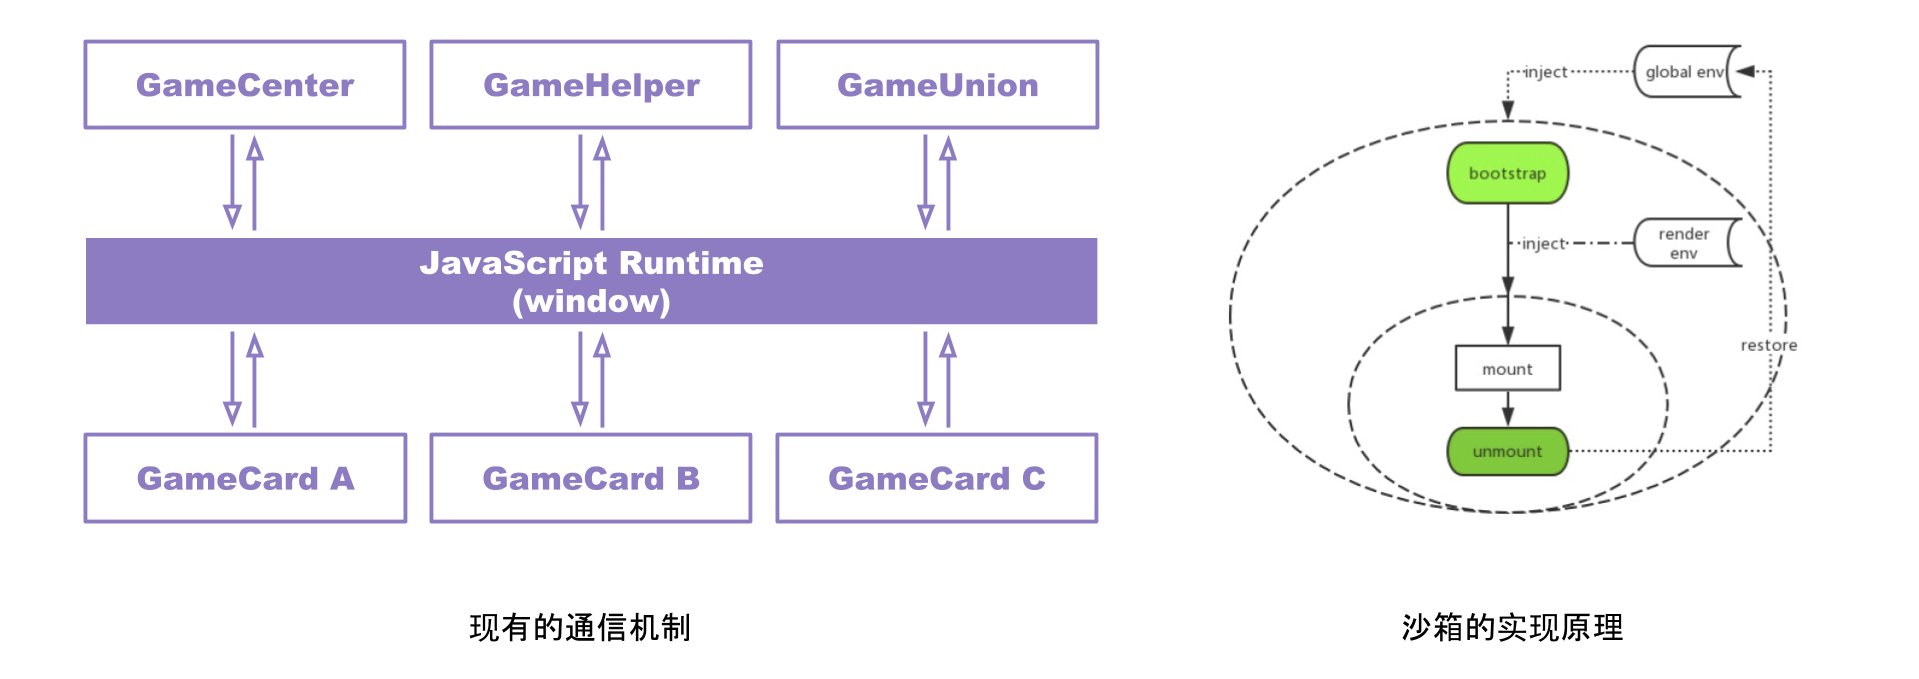 GameCenter
GameHelper
GameUnion
JavaScript Runtime
(window)
GameCard A
GameCard B
GameCard C
现有的通信机制
inject
global env
bootstrap
inject
render
env
restore
mount
unmount
沙箱的实现原理